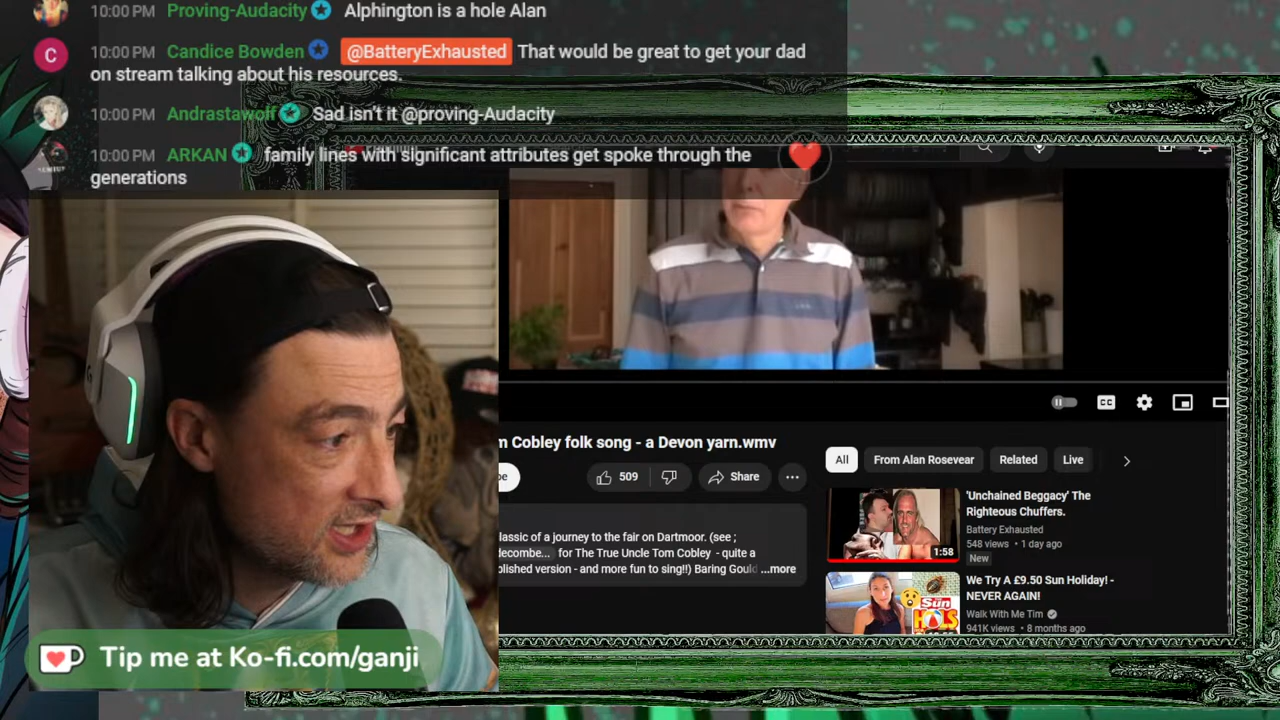 10:00 PM Proving-Audacity Alphington is a hole Alan
C 10:00 PM Candice Bowden @BatteryExhausted That would be great to get your dad
on stream talking about his resources.
10:00 PM Andrastawolf Sad isn't it @proving-Audacity
10:00 PM ARKAN family lines with significant attributes get spoke through the
generations
CC
Cobley folk song - a Devon yarn.wmv
509
Share
All
From Alan Rosevear
Related
Live
lassic of a journey to the fair on Dartmoor. (see ;
decombe... for The True Uncle Tom Cobley - quite a
olished version - and more fun to sing!!) Baring Gould ...more
1:58
'Unchained Beggacy' The
Righteous Chuffers.
Battery Exhausted
548 views • 1 day ago
New
Sun
HOLS
We Try A £9.50 Sun Holiday! -
NEVER AGAIN!
Walk With Me Tim
941K views • 8 months ago
Tip me at Ko-fi.com/ganji